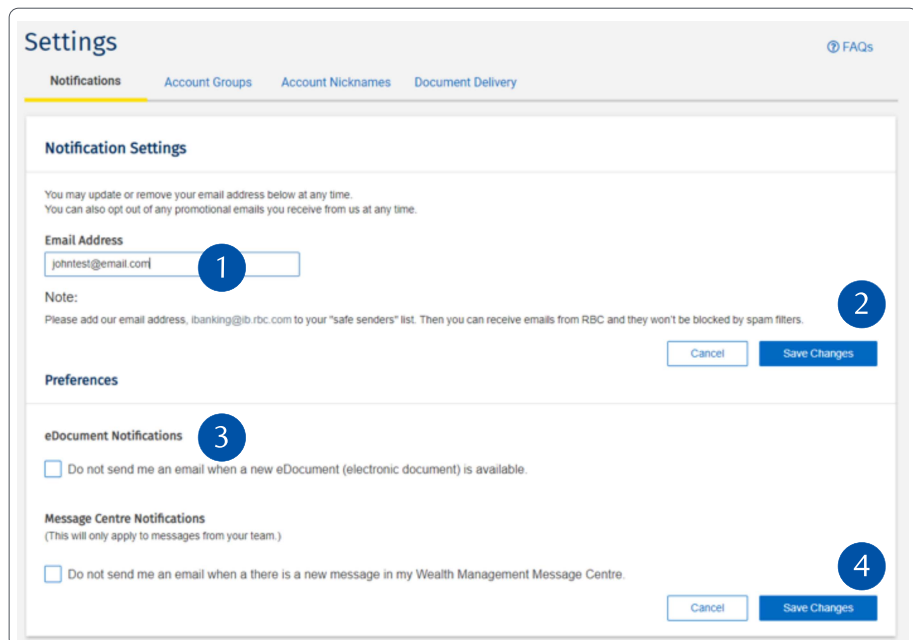 Settings
FAQs
Notifications Account Groups Account Nicknames Document Delivery
Notification Settings
You may update or remove your email address below at any time.
You can also opt out of any promotional emails you receive from us at any time.
Email Address
johntest@email.com
1
Note:
2
Please add our email address, ibanking@ib.rbc.com to your "safe senders" list. Then you can receive emails from RBC and they won't be blocked by spam filters.
Cancel Save Changes
Preferences
eDocument Notifications
3
Do not send me an email when a new eDocument (electronic document) is available.
Message Centre Notifications
(This will only apply to messages from your team.)
4
Do not send me an email when a there is a new message in my Wealth Management Message Centre.
Cancel Save Changes